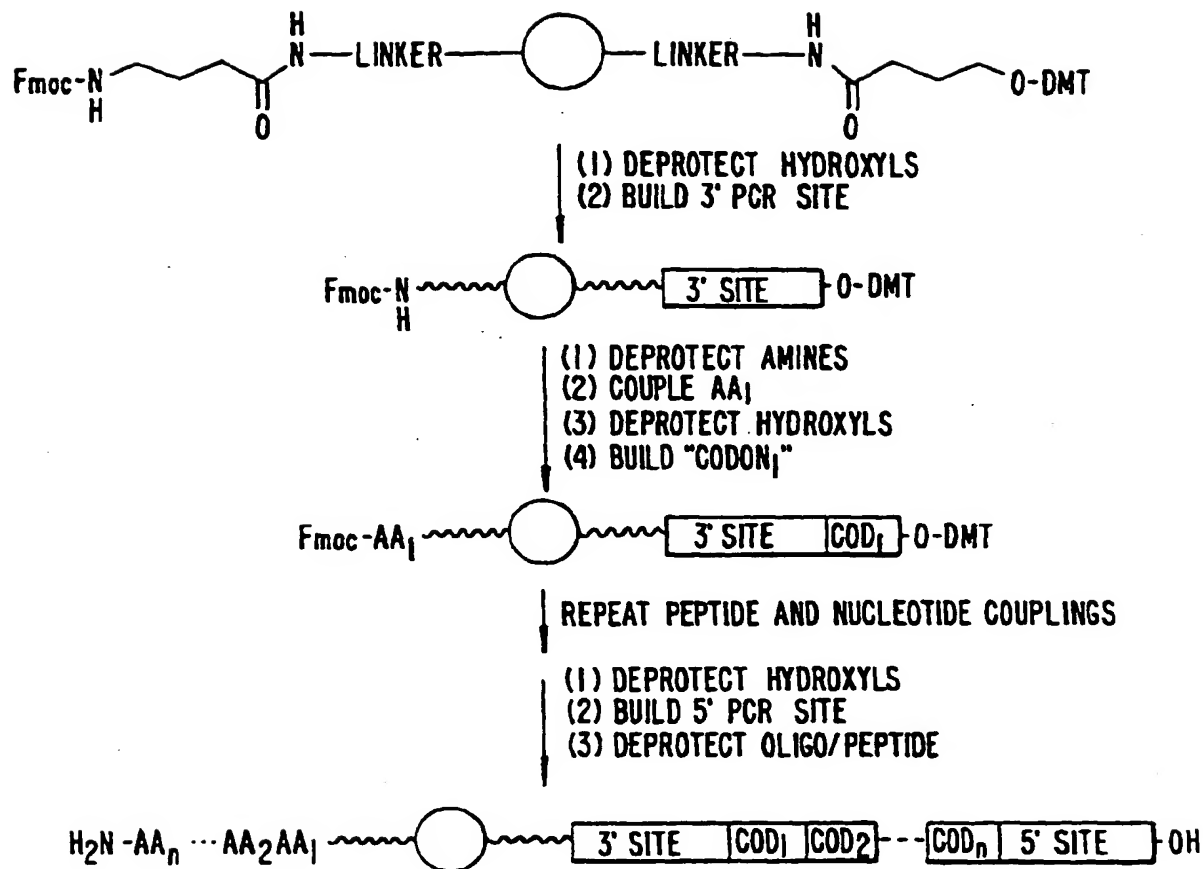 H H
Fmoc-N N—LINKER LINKER—N O-DMT
H O O
(1) DEPROTECT HYDROXYLS
(2) BUILD 3' PCR SITE
Fmoc-N 3' SITE O-DMT
H
(1) DEPROTECT AMINES
(2) COUPLE AA₁
(3) DEPROTECT HYDROXYLS
(4) BUILD "CODON₁"
Fmoc-AA₁ 3' SITE COD₁ O-DMT
REPEAT PEPTIDE AND NUCLEOTIDE COUPLINGS
(1) DEPROTECT HYDROXYLS
(2) BUILD 5' PCR SITE
(3) DEPROTECT OLIGO/PEPTIDE
H₂N-AAₙ ··· AA₂AA₁ 3' SITE COD₁ COD₂ --- CODₙ 5' SITE OH